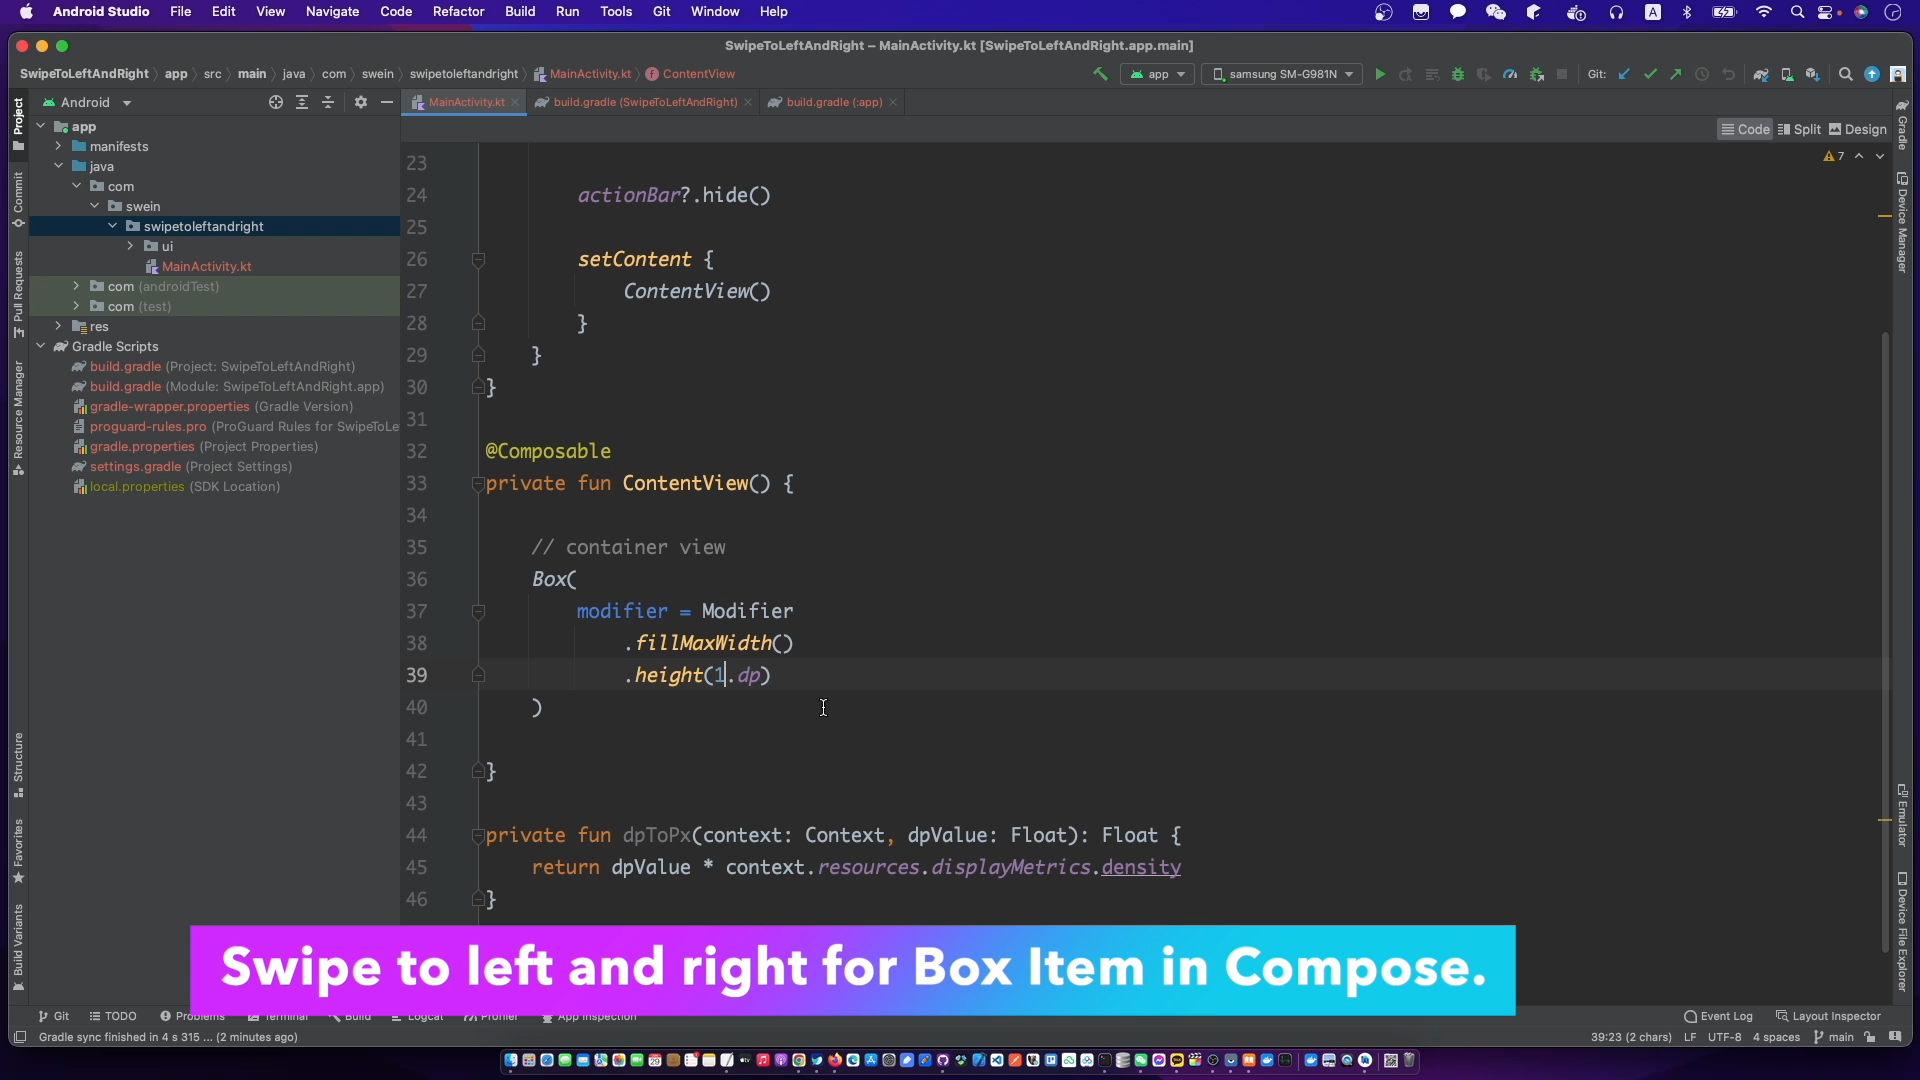 Android Studio File Edit View Navigate Code Refactor Build Run Tools Git Window Help
SwipeToLeftAndRight – MainActivity.kt [SwipeToLeftAndRight.app.main]
SwipeToLeftAndRight app src main java com swein swipetoleftandright MainActivity.kt ContentView
app samsung SM-G981N Git:
Android
MainActivity.kt build.gradle (SwipeToLeftAndRight) build.gradle (:app)
Code Split Design
7
Project
Commit
Pull Requests
Resource Manager
Structure
Favorites
Build Variants
app
manifests
java
com
swein
swipetoleftandright
ui
MainActivity.kt
com (androidTest)
com (test)
res
Gradle Scripts
build.gradle (Project: SwipeToLeftAndRight)
build.gradle (Module: SwipeToLeftAndRight.app)
gradle-wrapper.properties (Gradle Version)
proguard-rules.pro (ProGuard Rules for SwipeToLe
gradle.properties (Project Properties)
settings.gradle (Project Settings)
local.properties (SDK Location)
23
24 actionBar?.hide()
25
26 setContent {
27 ContentView()
28 }
29 }
30 }
31
32 @Composable
33 private fun ContentView() {
34
35 // container view
36 Box(
37 modifier = Modifier
38 .fillMaxWidth()
39 .height(1.dp)
40 )
41
42 }
43
44 private fun dpToPx(context: Context, dpValue: Float): Float {
45 return dpValue * context.resources.displayMetrics.density
46 }
Gradle
Device Manager
Emulator
Device File Explorer
Swipe to left and right for Box Item in Compose.
Git TODO Problems Terminal Build Logcat Profiler App Inspection Event Log Layout Inspector
Gradle sync finished in 4 s 315 ... (2 minutes ago) 39:23 (2 chars) LF UTF-8 4 spaces main